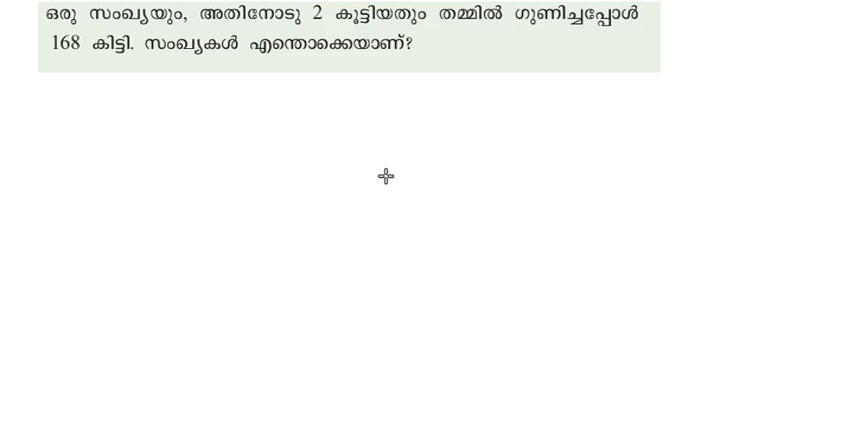 ഒരു സംഖ്യയും, അതിനോടു 2 കൂട്ടിയതും തമ്മിൽ ഗുണിച്ചപ്പോൾ
168 കിട്ടി. സംഖ്യകൾ എന്തൊക്കെയാണ്?